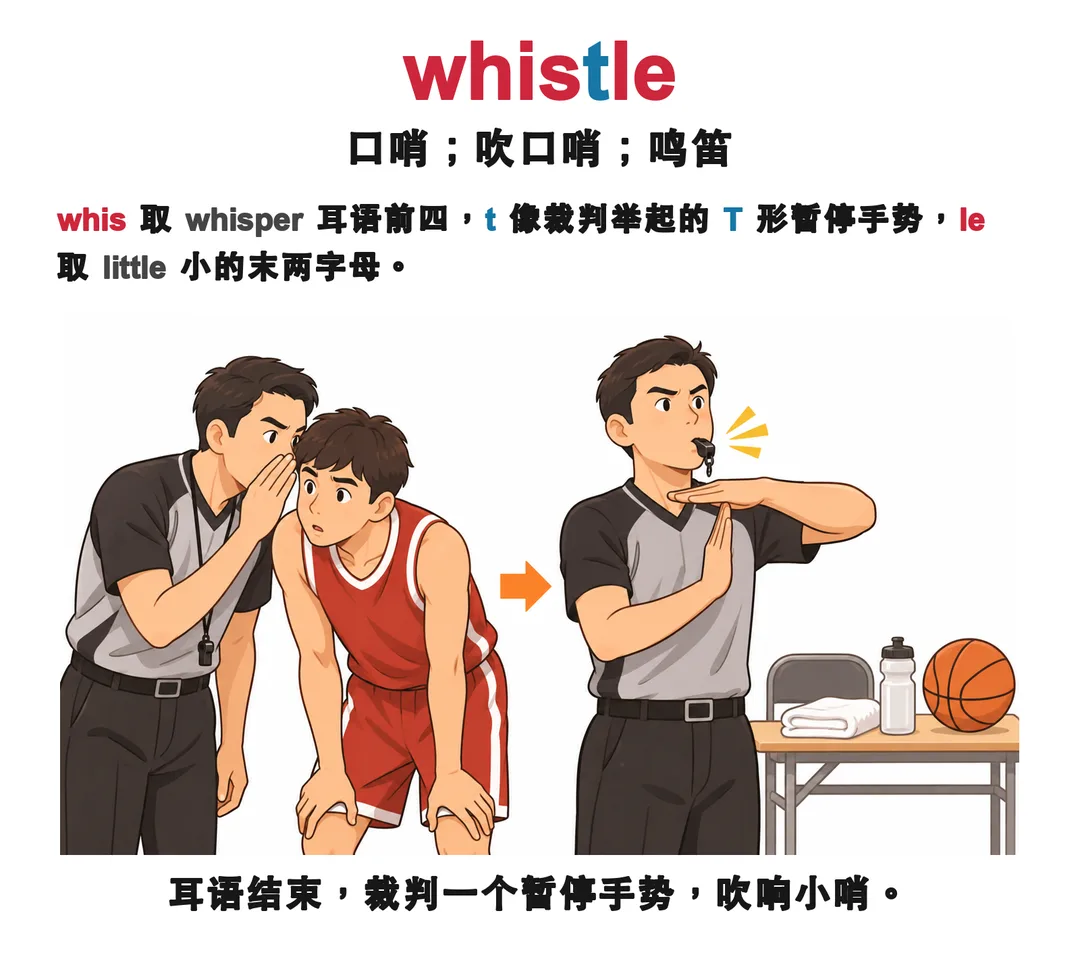 whistle
口哨；吹口哨；鸣笛
whis 取 whisper 耳语前四，t 像裁判举起的 T 形暂停手势，le
取 little 小的末两字母。
耳语结束，裁判一个暂停手势，吹响小哨。